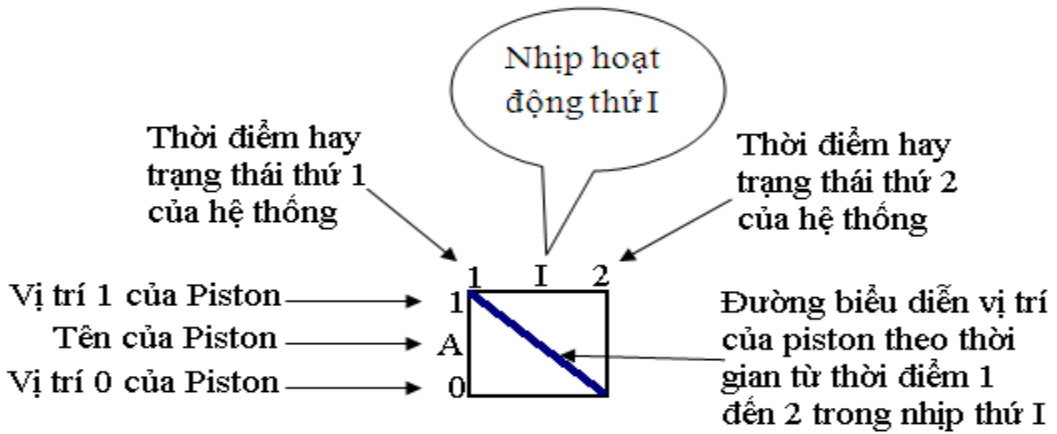 Nhịp hoạt
động thứ I
Thời điểm hay
trạng thái thứ 1
của hệ thống
Thời điểm hay
trạng thái thứ 2
của hệ thống
1 I 2
Vị trí 1 của Piston 1
Tên của Piston A
Vị trí 0 của Piston 0
Đường biểu diễn vị trí
của piston theo thời
gian từ thời điểm 1
đến 2 trong nhịp thứ I